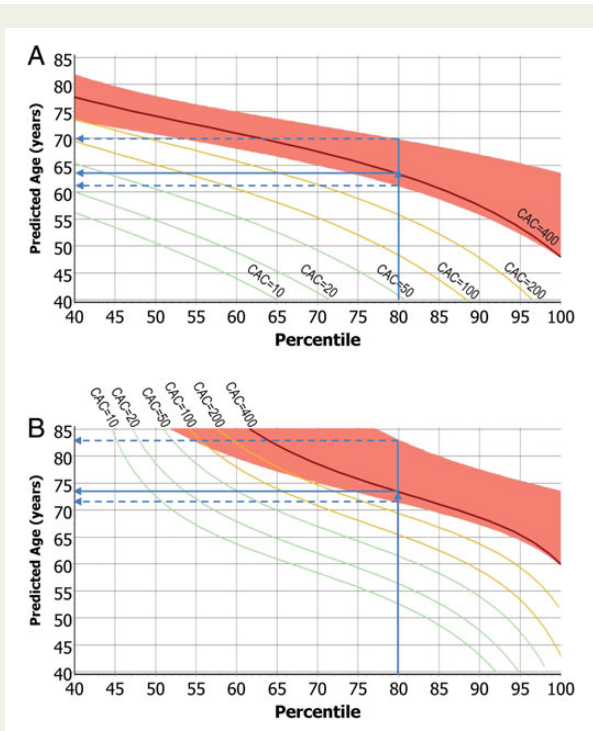 A
85
80
75
70
65
60
55
50
45
40
Predicted Age (years)
CAC=10
CAC=20
CAC=50
CAC=100
CAC=200
CAC=400
40 45 50 55 60 65 70 75 80 85 90 95 100
Percentile
CAC=10
CAC=20
CAC=50
CAC=100
CAC=200
CAC=400
B
85
80
75
70
65
60
55
50
45
40
Predicted Age (years)
40 45 50 55 60 65 70 75 80 85 90 95 100
Percentile